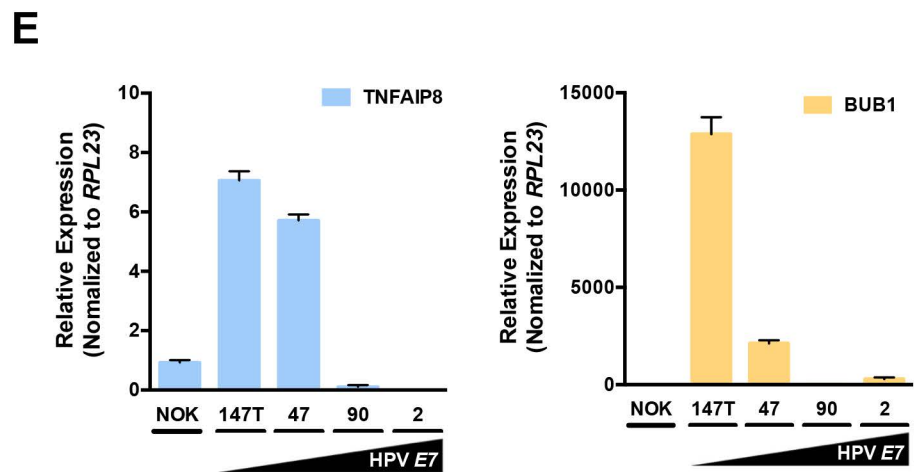 E
TNFAIP8
Relative Expression
(Nomalized to RPL23)
10
8
6
4
2
0
NOK 147T 47 90 2
HPV E7
BUB1
Relative Expression
(Nomalized to RPL23)
15000
10000
5000
0
NOK 147T 47 90 2
HPV E7